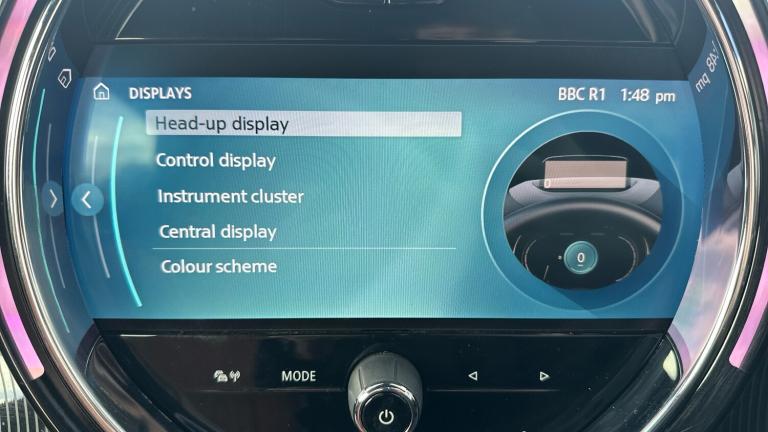 DISPLAYS
BBC R1 1:48 pm
Head-up display
Control display
Instrument cluster
Central display
Colour scheme
0
0
MODE